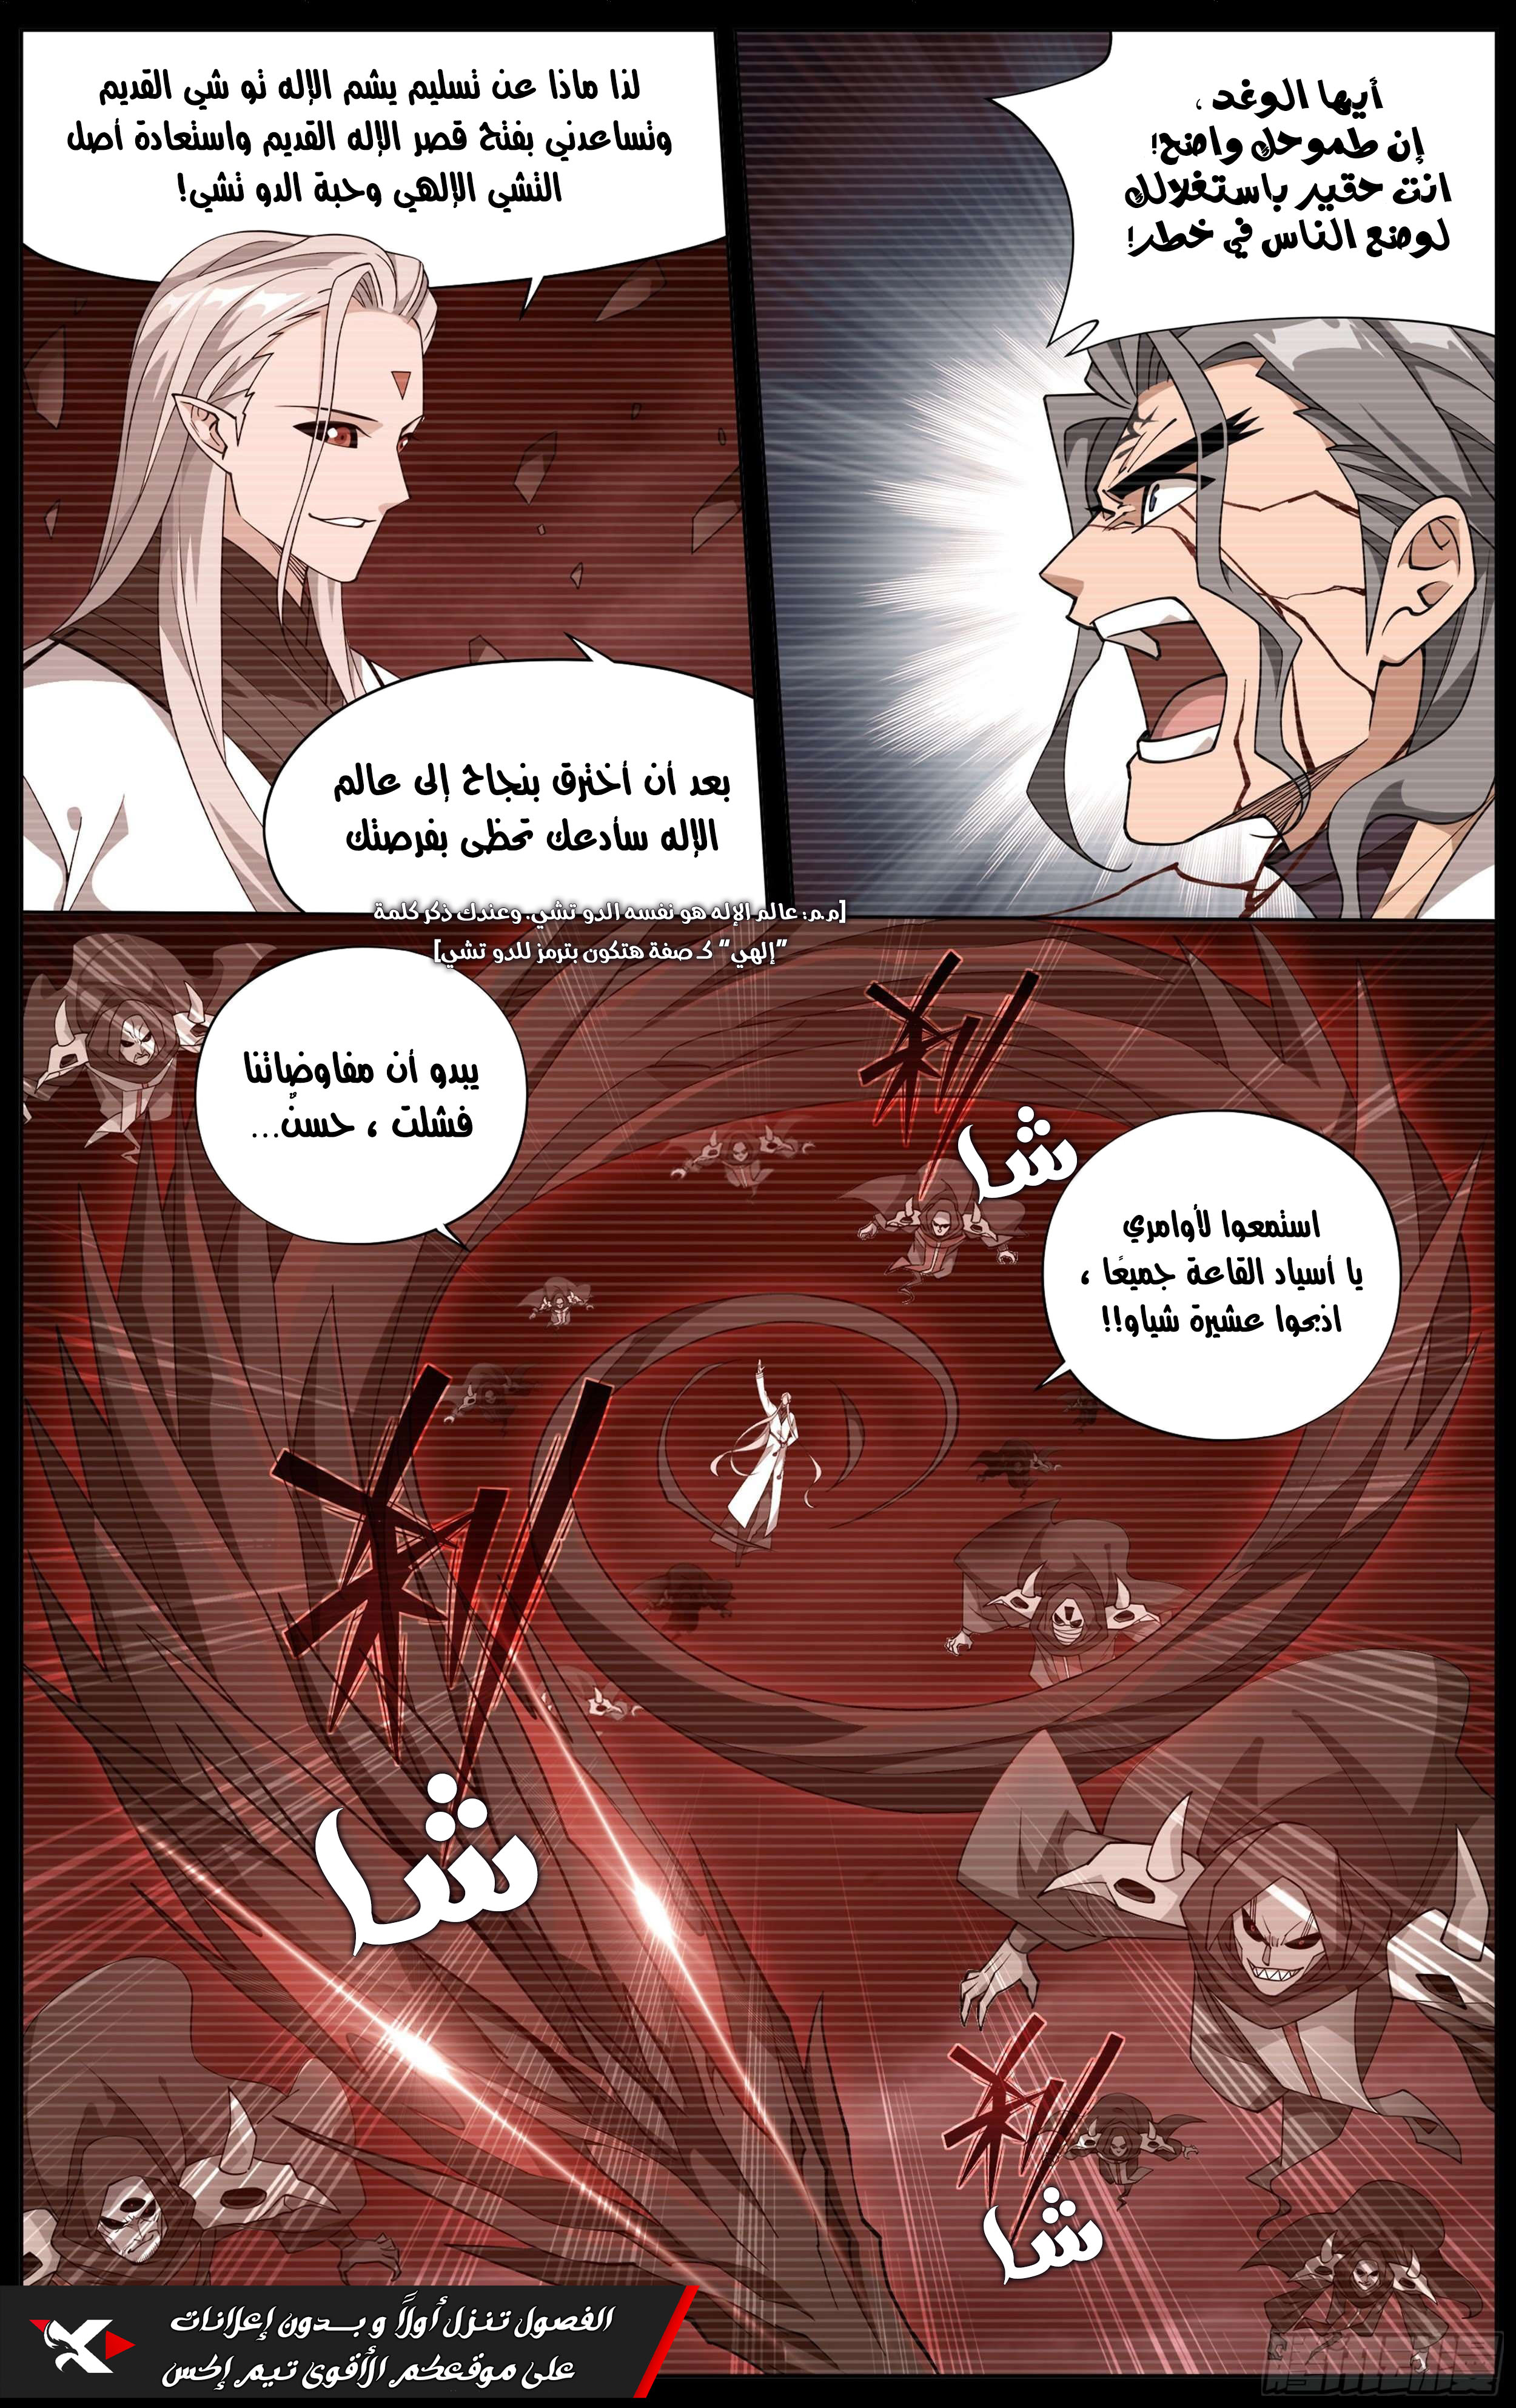 أيها الوغد ،
إن طموحك واضح!
انت حقير باستغلالك
لوضع الناس في خطر!
لذا ماذا عن تسليم يشم الإله تو شي القديم
وتساعدني بفتح قصر الإله القديم واستعادة أصل
التشي الإلهي وحبة الدو تشي!
بعد أن أخترق بنجاح إلى عالم
الإله سأدعك تحظى بفرصتك
[م.م: عالم الإله هو نفسه الدو تشي. وعندك ذكر كلمة
"إلهي" كـ صفة هتكون بترمز للدو تشي]
يبدو أن مفاوضاتنا
فشلت ، حسنٌ...
شا
استمعوا لأوامري
يا أسياد القاعة جميعًا ،
اذبحوا عشيرة شياو!!
شا
شا
الفصول تنزل أولًا و بـدون إعلانات
على موقعكم الأقوى تيم إكس